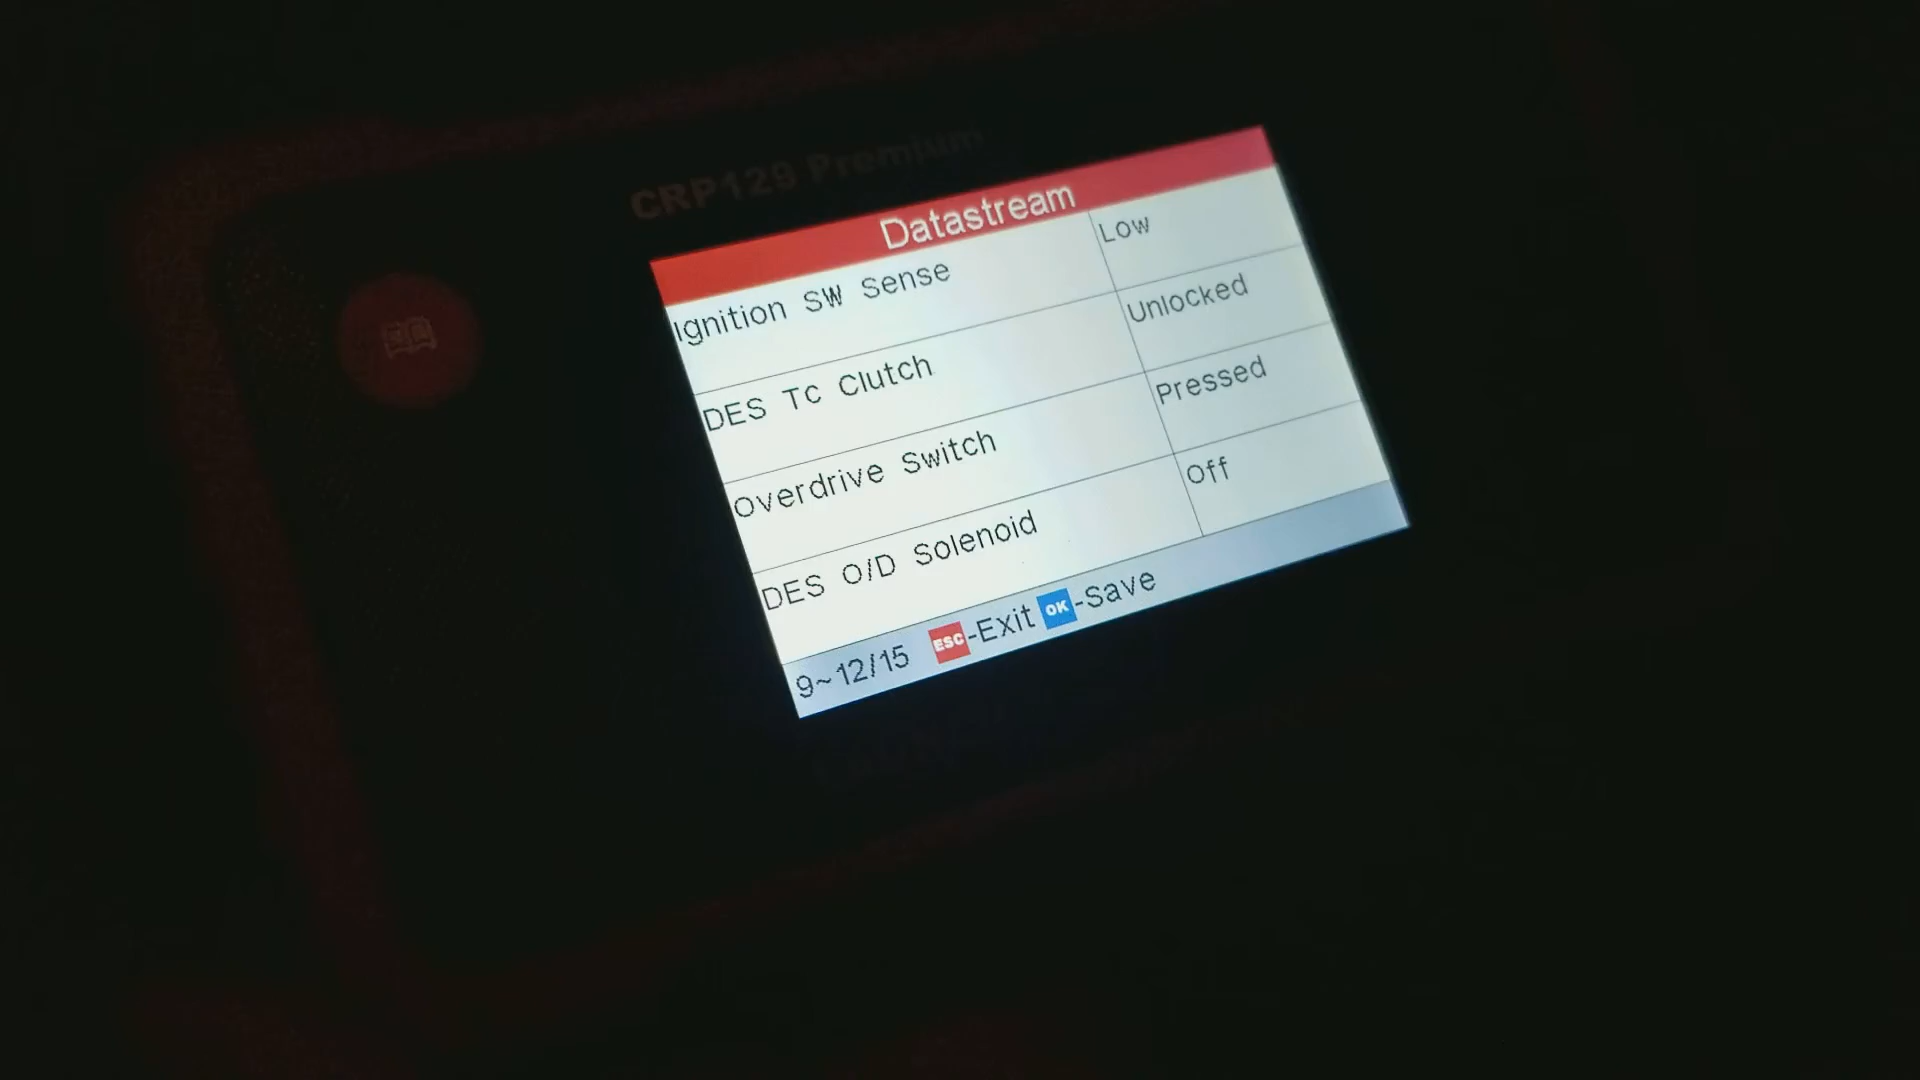 CRP129 Premium
Datastream
Ignition SW Sense Low
DES TC Clutch Unlocked
Overdrive Switch Pressed
DES O/D Solenoid Off
9~12/15 ESC-Exit OK-Save